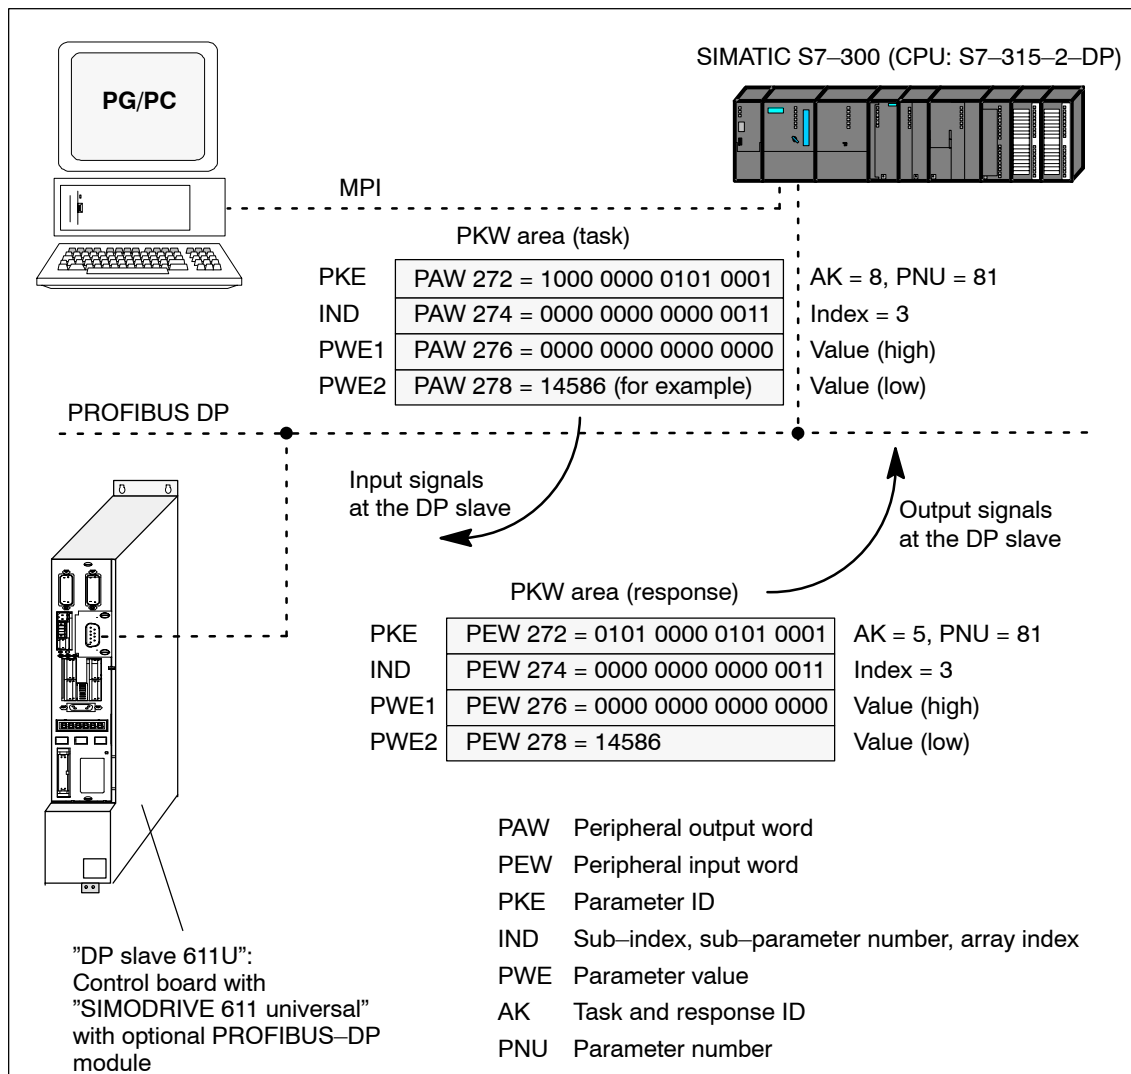 SIMATIC S7–300 (CPU: S7–315–2–DP)
PG/PC
MPI
PKW area (task)
PKE PAW 272 = 1000 0000 0101 0001 AK = 8, PNU = 81
IND PAW 274 = 0000 0000 0000 0011 Index = 3
PWE1 PAW 276 = 0000 0000 0000 0000 Value (high)
PWE2 PAW 278 = 14586 (for example) Value (low)
PROFIBUS DP
Input signals
at the DP slave
Output signals
at the DP slave
PKW area (response)
PKE PEW 272 = 0101 0000 0101 0001 AK = 5, PNU = 81
IND PEW 274 = 0000 0000 0000 0011 Index = 3
PWE1 PEW 276 = 0000 0000 0000 0000 Value (high)
PWE2 PEW 278 = 14586 Value (low)
PAW Peripheral output word
PEW Peripheral input word
PKE Parameter ID
IND Sub–index, sub–parameter number, array index
PWE Parameter value
AK Task and response ID
PNU Parameter number
”DP slave 611U”:
Control board with
”SIMODRIVE 611 universal”
with optional PROFIBUS–DP
module